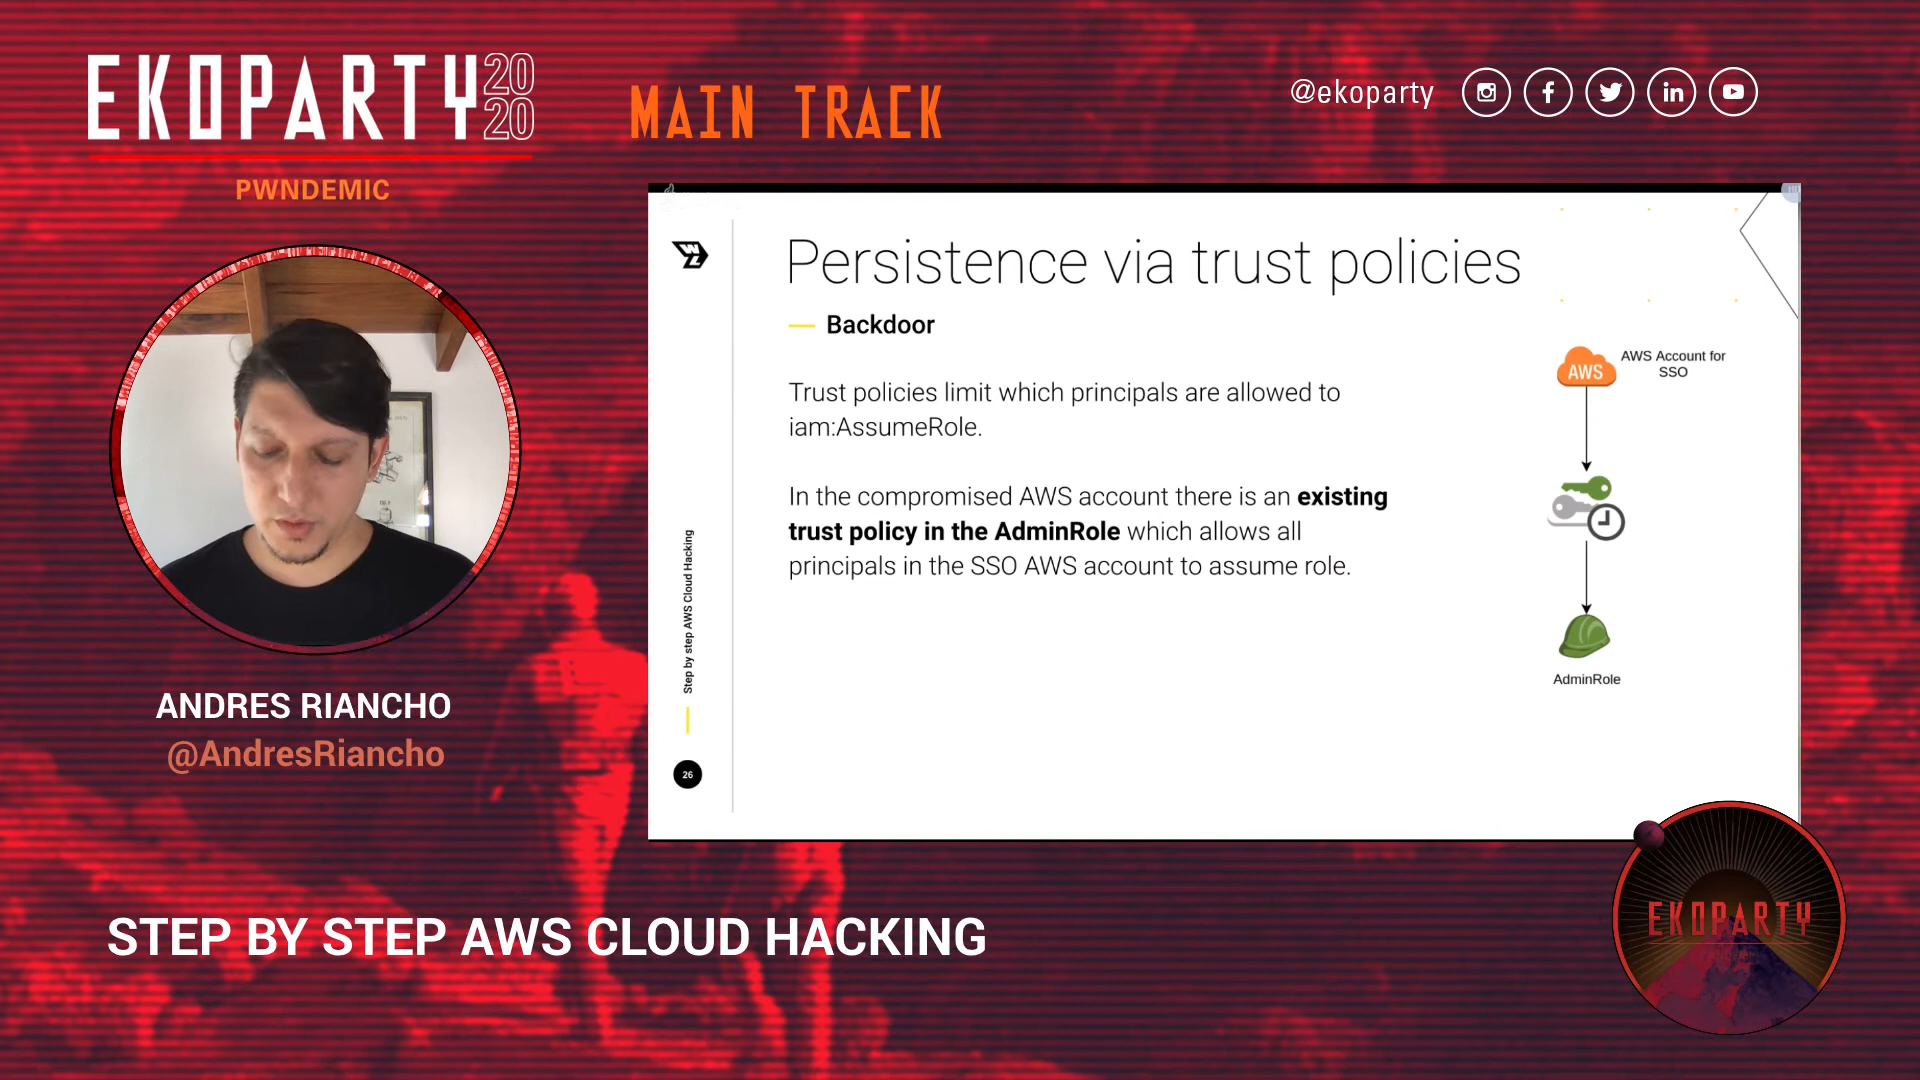 EKOPARTY
20
20
PWNDEMIC
MAIN TRACK
@ekoparty
ANDRES RIANCHO
@AndresRiancho
Persistence via trust policies
Backdoor
Trust policies limit which principals are allowed to
iam:AssumeRole.
In the compromised AWS account there is an existing
trust policy in the AdminRole which allows all
principals in the SSO AWS account to assume role.
AWS
AWS Account for
SSO
AdminRole
Step by step AWS Cloud Hacking
26
STEP BY STEP AWS CLOUD HACKING
EKOPARTY